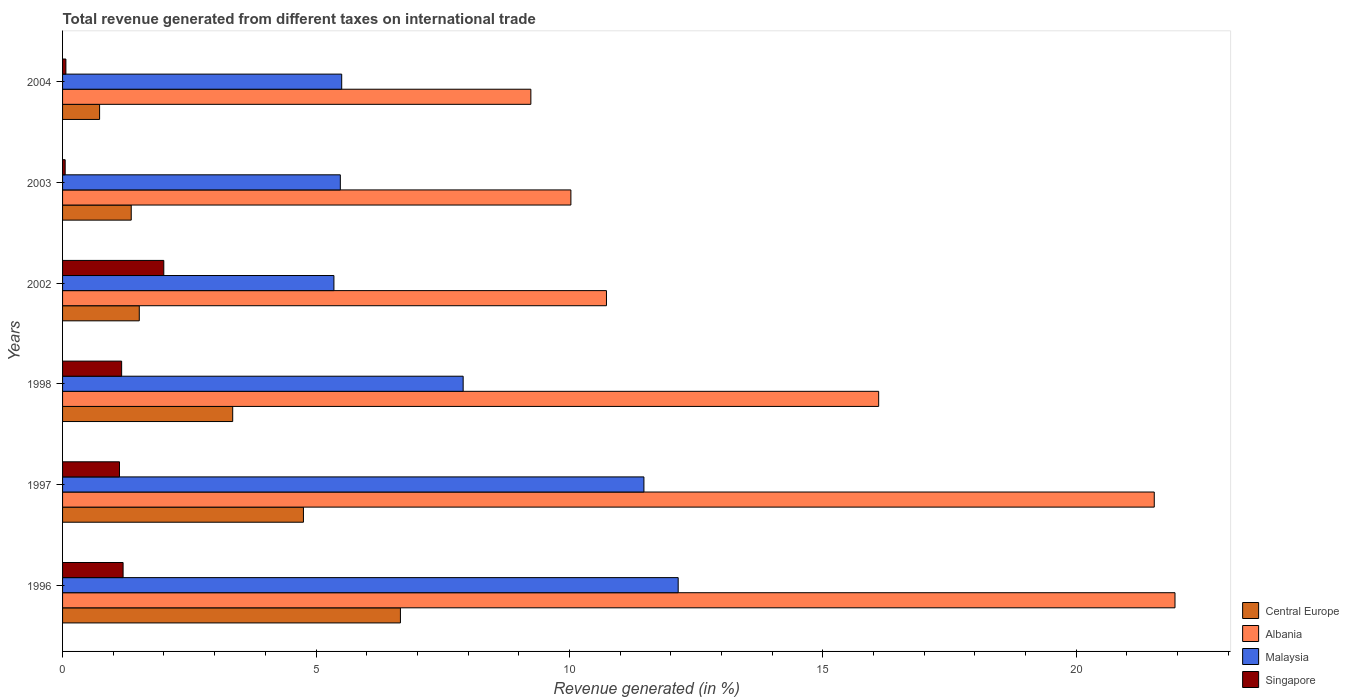 Total revenue generated from different taxes on international trade
2004
2003
2002
1998
1997
1996
Years
0
5
10
15
20
Revenue generated (in %)
Central Europe
Albania
Malaysia
Singapore